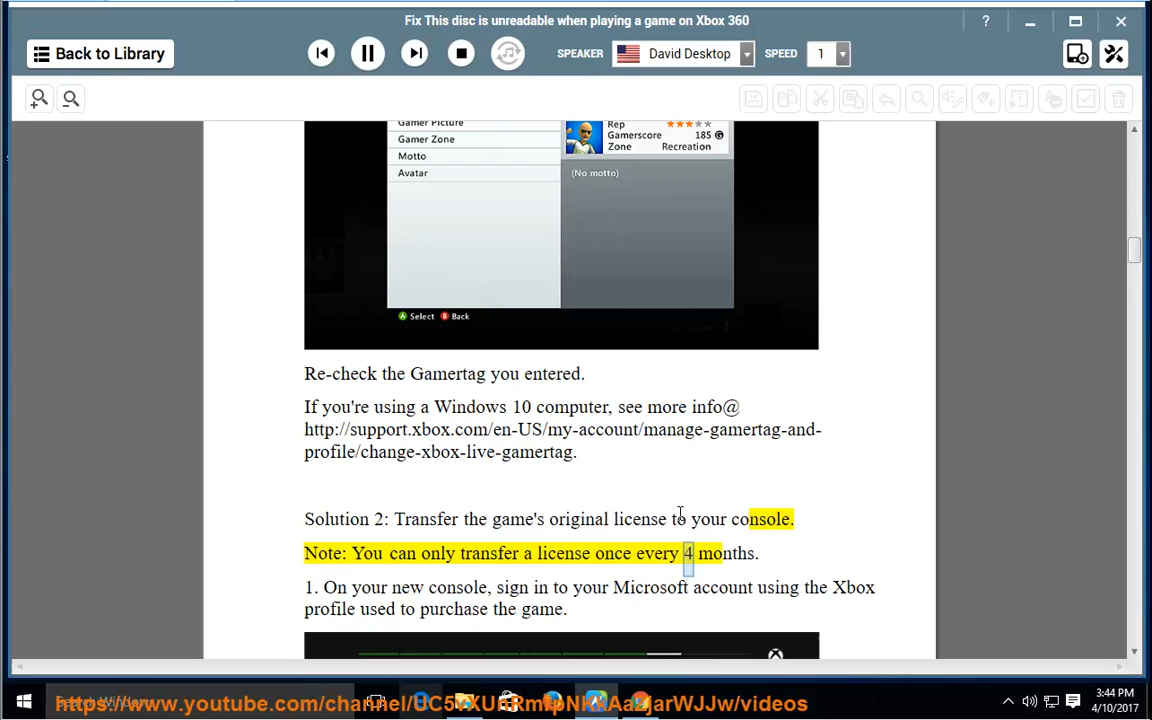 Fix This disc is unreadable when playing a game on Xbox 360
?
Back to Library
SPEAKER
David Desktop
SPEED
1
Gamer Picture
Gamer Zone
Motto
Avatar
Rep
Gamerscore 185 G
Zone Recreation
(No motto)
A Select B Back
Re-check the Gamertag you entered.
If you're using a Windows 10 computer, see more info@
http://support.xbox.com/en-US/my-account/manage-gamertag-and-
profile/change-xbox-live-gamertag.
Solution 2: Transfer the game's original license to your console.
Note: You can only transfer a license once every 4 months.
1. On your new console, sign in to your Microsoft account using the Xbox
profile used to purchase the game.
Search Windows
3:44 PM
4/10/2017